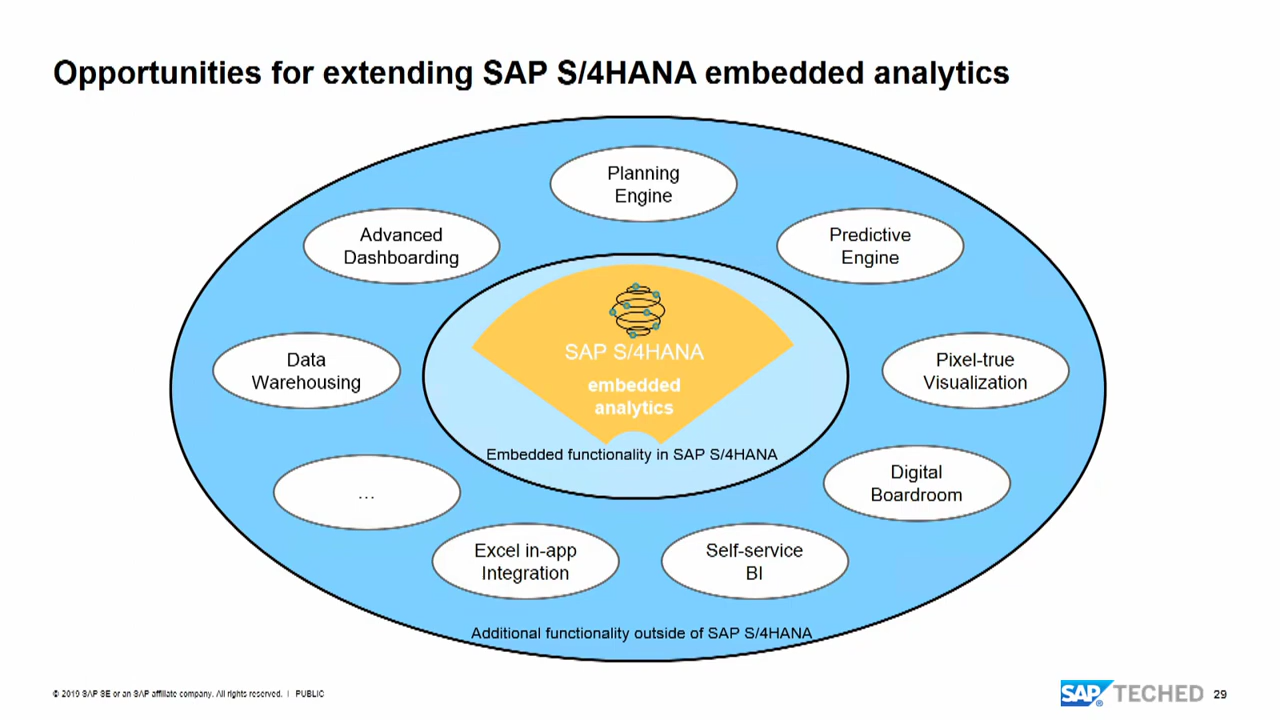 Opportunities for extending SAP S/4HANA embedded analytics
Planning
Engine
Advanced
Dashboarding
Predictive
Engine
SAP S/4HANA
embedded
analytics
Data
Warehousing
Pixel-true
Visualization
Embedded functionality in SAP S/4HANA
...
Digital
Boardroom
Excel in-app
Integration
Self-service
BI
Additional functionality outside of SAP S/4HANA
© 2019 SAP SE or an SAP affiliate company. All rights reserved. | PUBLIC
SAP® TECHED 29